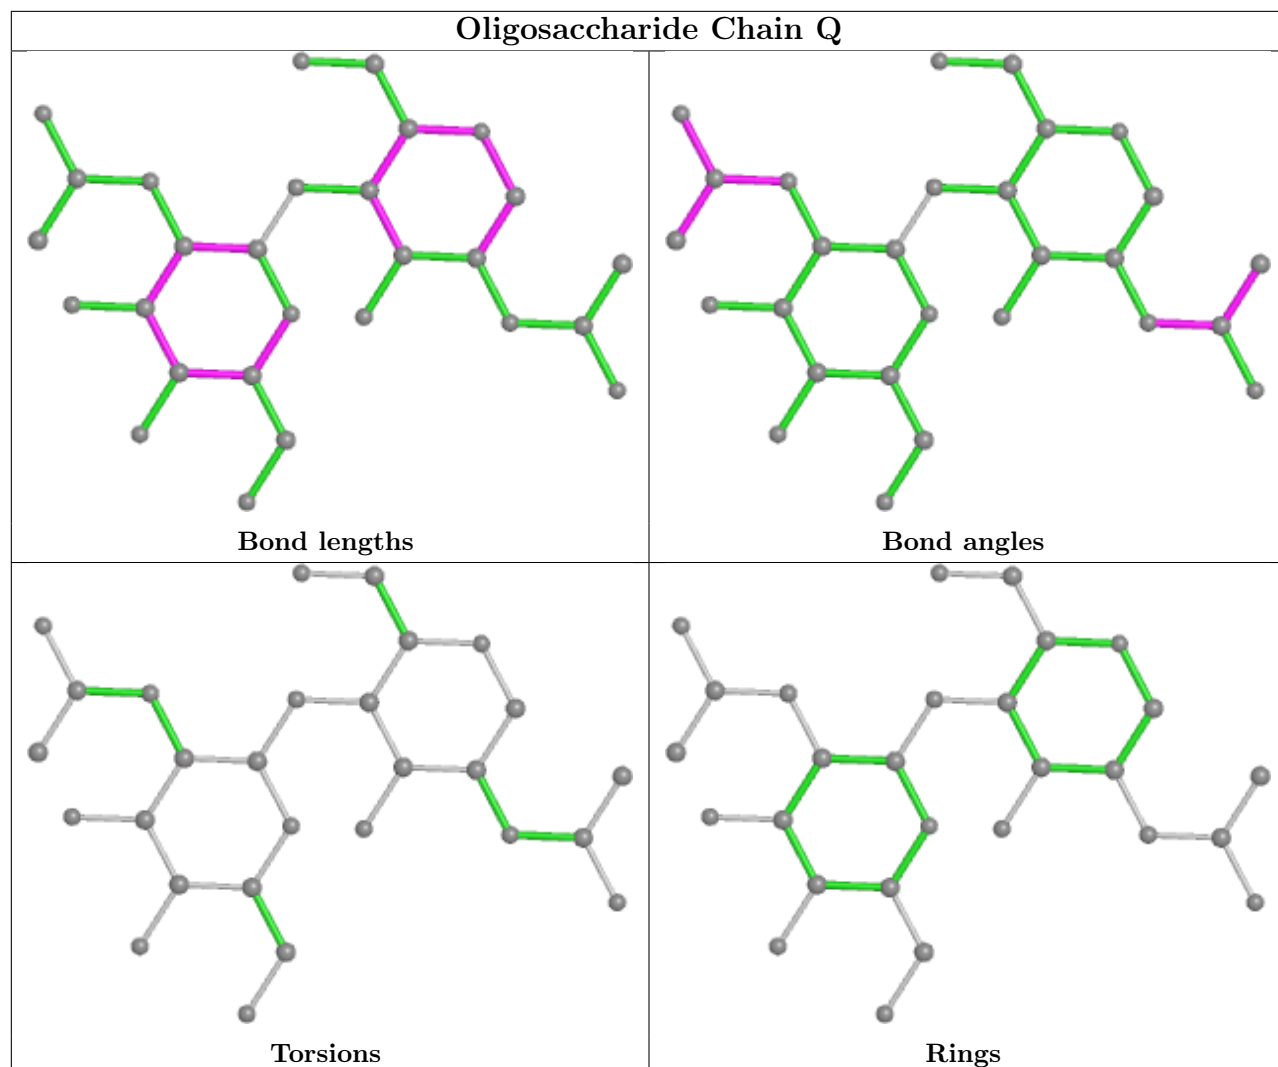 Oligosaccharide Chain Q
Bond lengths
Bond angles
Torsions
Rings